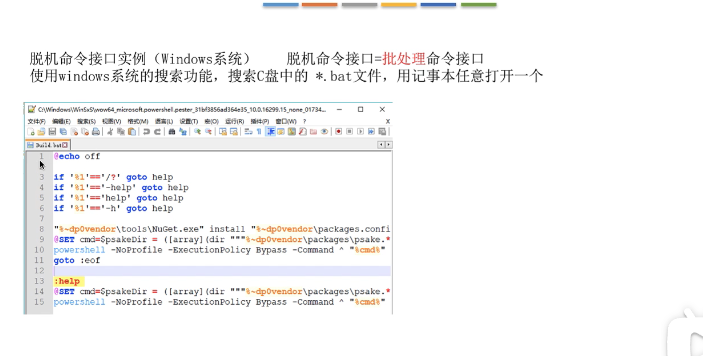 脱机命令接口实例（Windows系统） 脱机命令接口=批处理命令接口
使用windows系统的搜索功能，搜索C盘中的 *.bat文件，用记事本任意打开一个
C:\Windows\WinSxS\wow64_microsoft.powershell.pester_31bf3856ad364e35_10.0.16299.15_none_01734...
文件(F) 编辑(E) 搜索(S) 视图(V) 格式(M) 语言(L) 设置(T) 宏(O) 运行(R) 插件(P) 窗口(W) ? X
Build.bat
1 @echo off
3 if '%1'=='/?' goto help
4 if '%1'=='-help' goto help
5 if '%1'=='help' goto help
6 if '%1'=='-h' goto help
7
8 "%~dp0vendor\tools\NuGet.exe" install "%~dp0vendor\packages.confi
9 @SET cmd=$psakeDir = ([array](dir """%~dp0vendor\packages\psake.*
10 powershell -NoProfile -ExecutionPolicy Bypass -Command ^ "%cmd%"
11 goto :eof
12
13 :help
14 @SET cmd=$psakeDir = ([array](dir """%~dp0vendor\packages\psake.*
15 powershell -NoProfile -ExecutionPolicy Bypass -Command ^ "%cmd%"